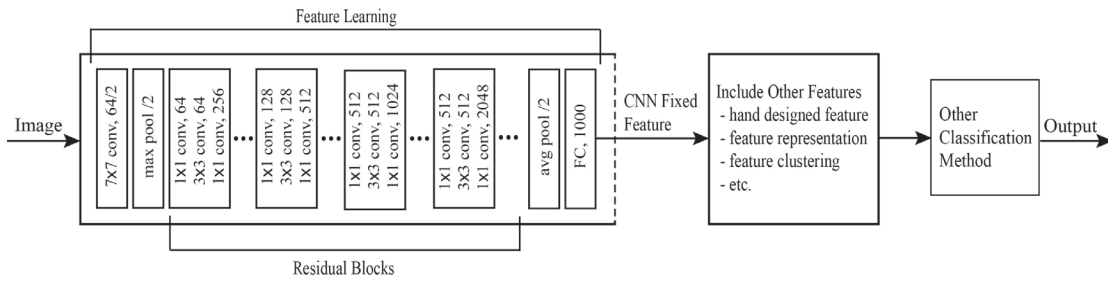 Feature Learning
Image
7x7 conv, 64/2
max pool /2
1x1 conv, 64
3x3 conv, 64
1x1 conv, 256
•••
1x1 conv, 128
3x3 conv, 128
1x1 conv, 512
•••
1x1 conv, 512
3x3 conv, 512
1x1 conv, 1024
•••
1x1 conv, 512
3x3 conv, 512
1x1 conv, 2048
•••
avg pool /2
FC, 1000
CNN Fixed
Feature
Include Other Features
- hand designed feature
- feature representation
- feature clustering
- etc.
Other
Classification
Method
Output
Residual Blocks